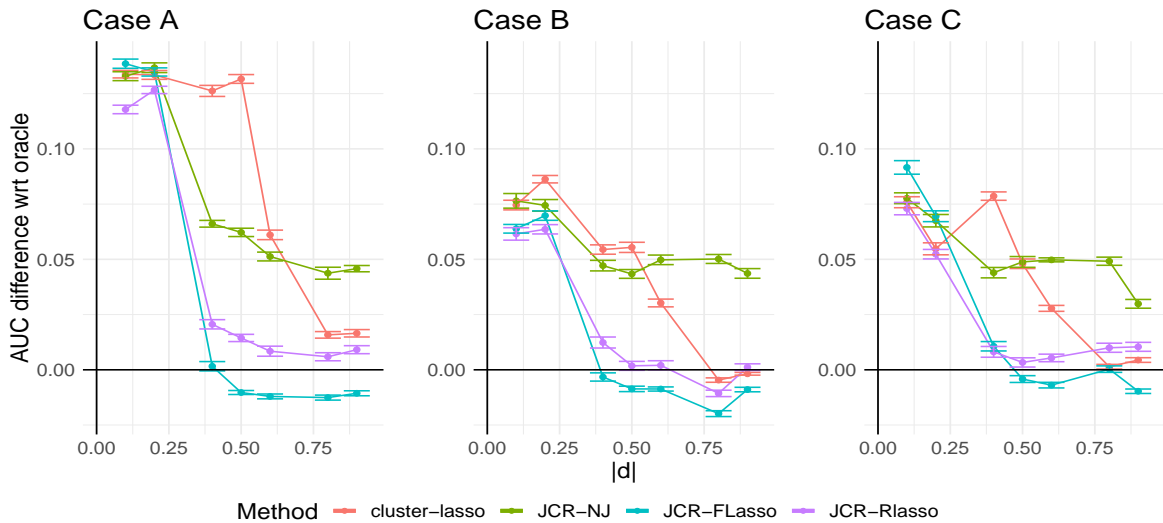 Case A
Case B
Case C
AUC difference wrt oracle
0.10
0.05
0.00
0.10
0.05
0.00
0.10
0.05
0.00
0.00 0.25 0.50 0.75
0.00 0.25 0.50 0.75
0.00 0.25 0.50 0.75
|d|
Method cluster-lasso JCR-NJ JCR-FLasso JCR-Rlasso